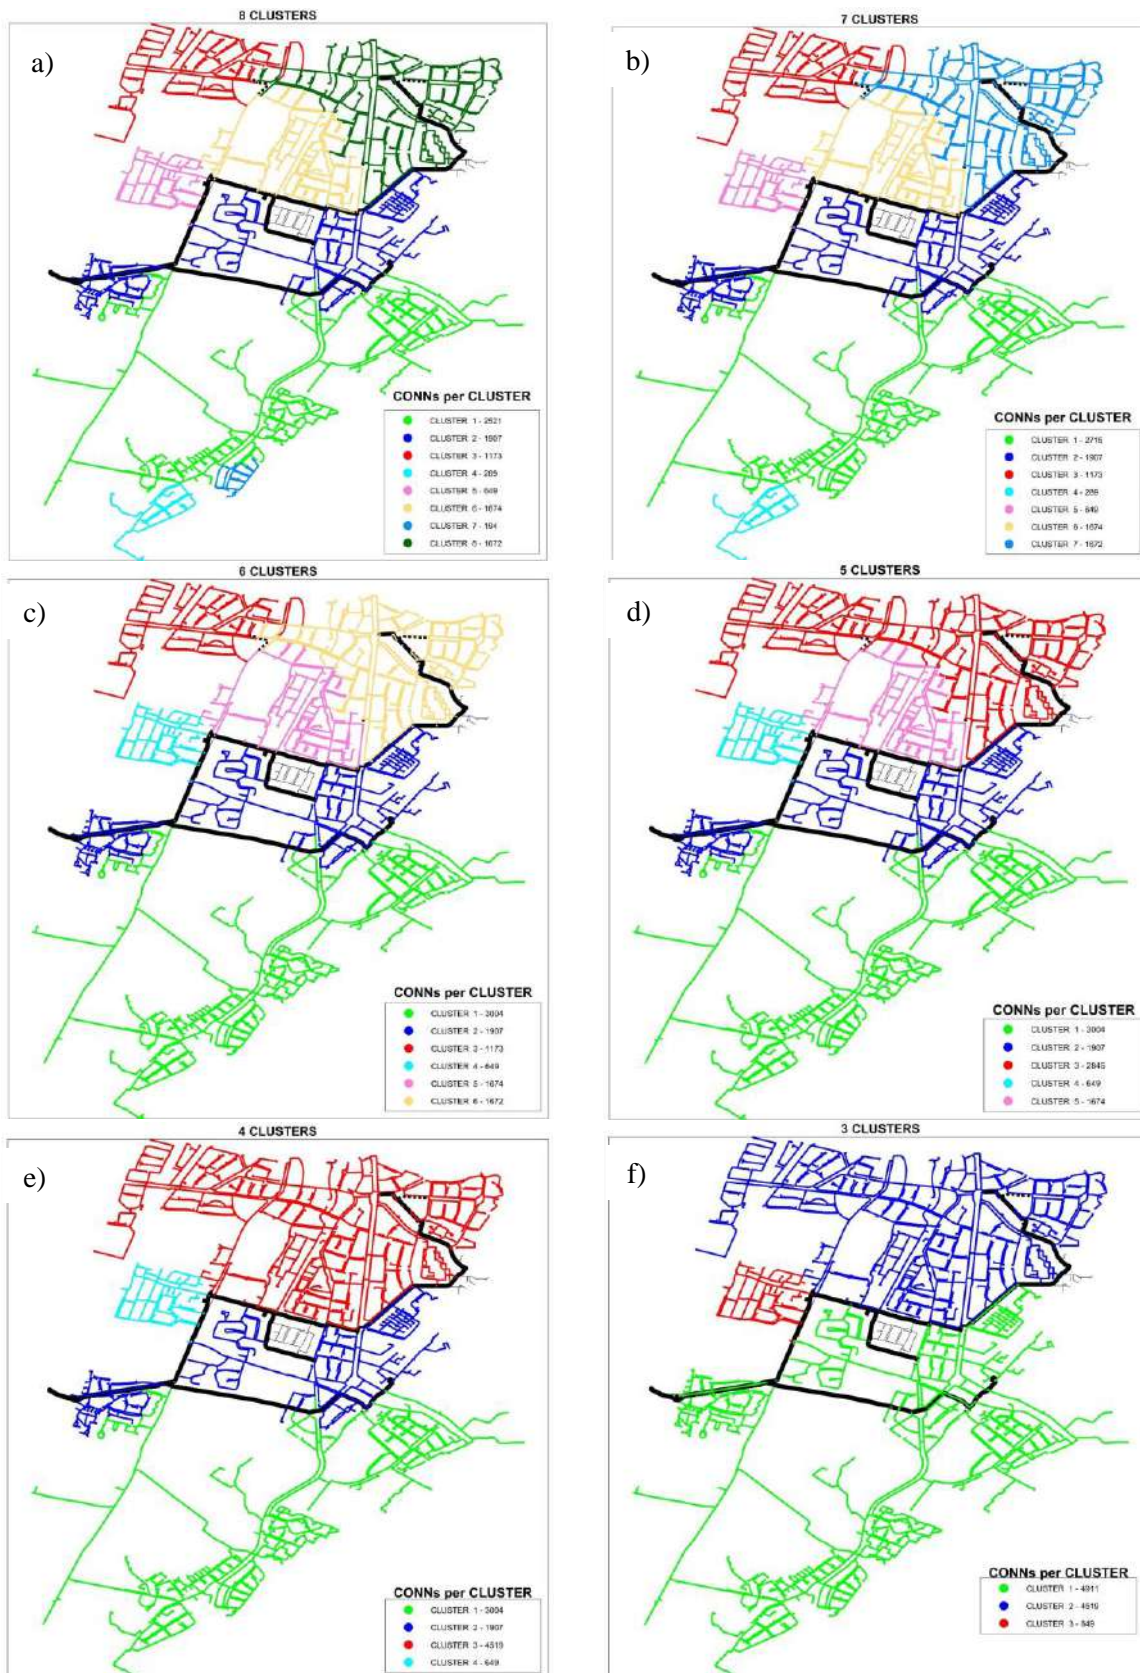 8 CLUSTERS
a)
CONNs per CLUSTER
CLUSTER 1 - 2521
CLUSTER 2 - 1907
CLUSTER 3 - 1173
CLUSTER 4 - 289
CLUSTER 5 - 649
CLUSTER 6 - 1674
CLUSTER 7 - 194
CLUSTER 8 - 1672
7 CLUSTERS
b)
CONNs per CLUSTER
CLUSTER 1 - 2715
CLUSTER 2 - 1907
CLUSTER 3 - 1173
CLUSTER 4 - 289
CLUSTER 5 - 649
CLUSTER 6 - 1674
CLUSTER 7 - 1672
6 CLUSTERS
c)
CONNs per CLUSTER
CLUSTER 1 - 3004
CLUSTER 2 - 1907
CLUSTER 3 - 1173
CLUSTER 4 - 649
CLUSTER 5 - 1674
CLUSTER 6 - 1672
5 CLUSTERS
d)
CONNs per CLUSTER
CLUSTER 1 - 3004
CLUSTER 2 - 1907
CLUSTER 3 - 2845
CLUSTER 4 - 649
CLUSTER 5 - 1674
4 CLUSTERS
e)
CONNs per CLUSTER
CLUSTER 1 - 3004
CLUSTER 2 - 1907
CLUSTER 3 - 4519
CLUSTER 4 - 649
3 CLUSTERS
f)
CONNs per CLUSTER
CLUSTER 1 - 4911
CLUSTER 2 - 4519
CLUSTER 3 - 649